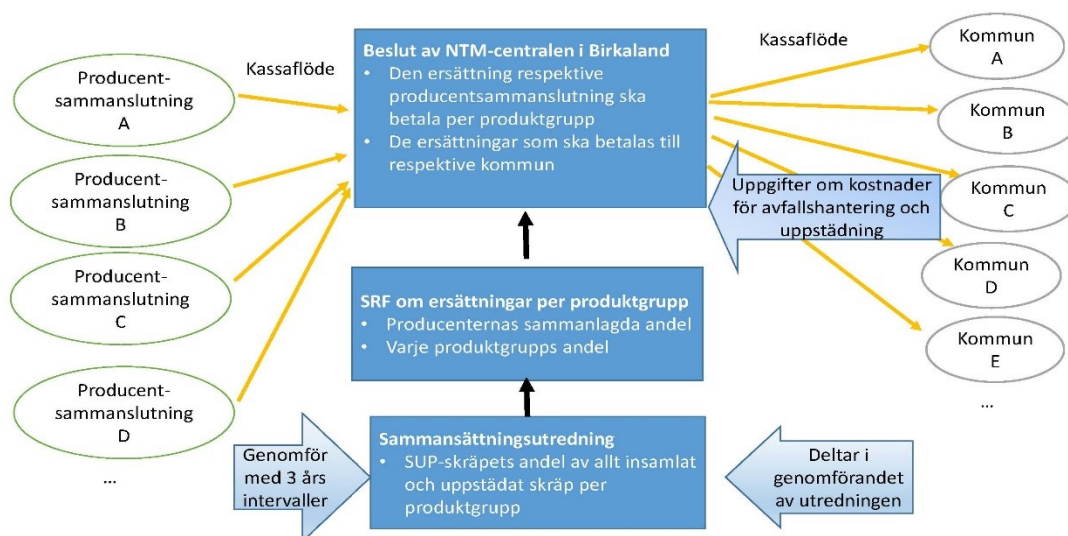 Producent-
sammanslutning
A
Producent-
sammanslutning
B
Producent-
sammanslutning
C
Producent-
sammanslutning
D
...
Kassaflöde
Genomför
med 3 års
intervaller
Beslut av NTM-centralen i Birkaland
• Den ersättning respektive
producentsammanslutning ska
betala per produktgrupp
• De ersättningar som ska betalas till
respektive kommun
SRF om ersättningar per produktgrupp
• Producenternas sammanlagda andel
• Varje produktgrupps andel
Sammansättningsutredning
• SUP-skräpets andel av allt insamlat
och uppstädat skräp per
produktgrupp
Kassaflöde
Uppgifter om kostnader
för avfallshantering och
uppstädning
Deltar i
genomförandet
av utredningen
Kommun
A
Kommun
B
Kommun
C
Kommun
D
Kommun
E
...